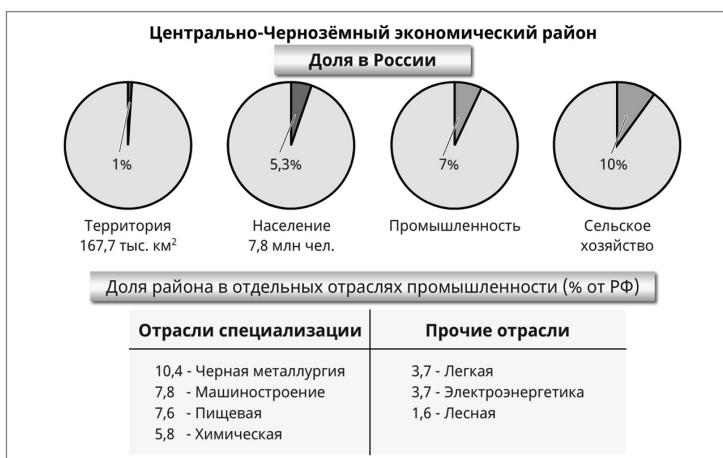 Центрально-Чернозёмный экономический район
Доля в России
1% 5,3% 7% 10%
Территория Население Промышленность Сельское
167,7 тыс. км² 7,8 млн чел. хозяйство
Доля района в отдельных отраслях промышленности (% от РФ)
Отрасли специализации Прочие отрасли
10,4 - Черная металлургия 3,7 - Легкая
7,8 - Машиностроение 3,7 - Электроэнергетика
7,6 - Пищевая 1,6 - Лесная
5,8 - Химическая